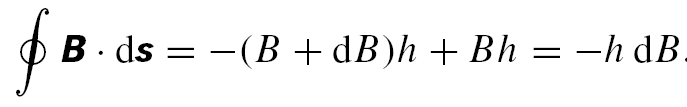 ∮ B · ds = −(B + dB)h + Bh = −h dB.